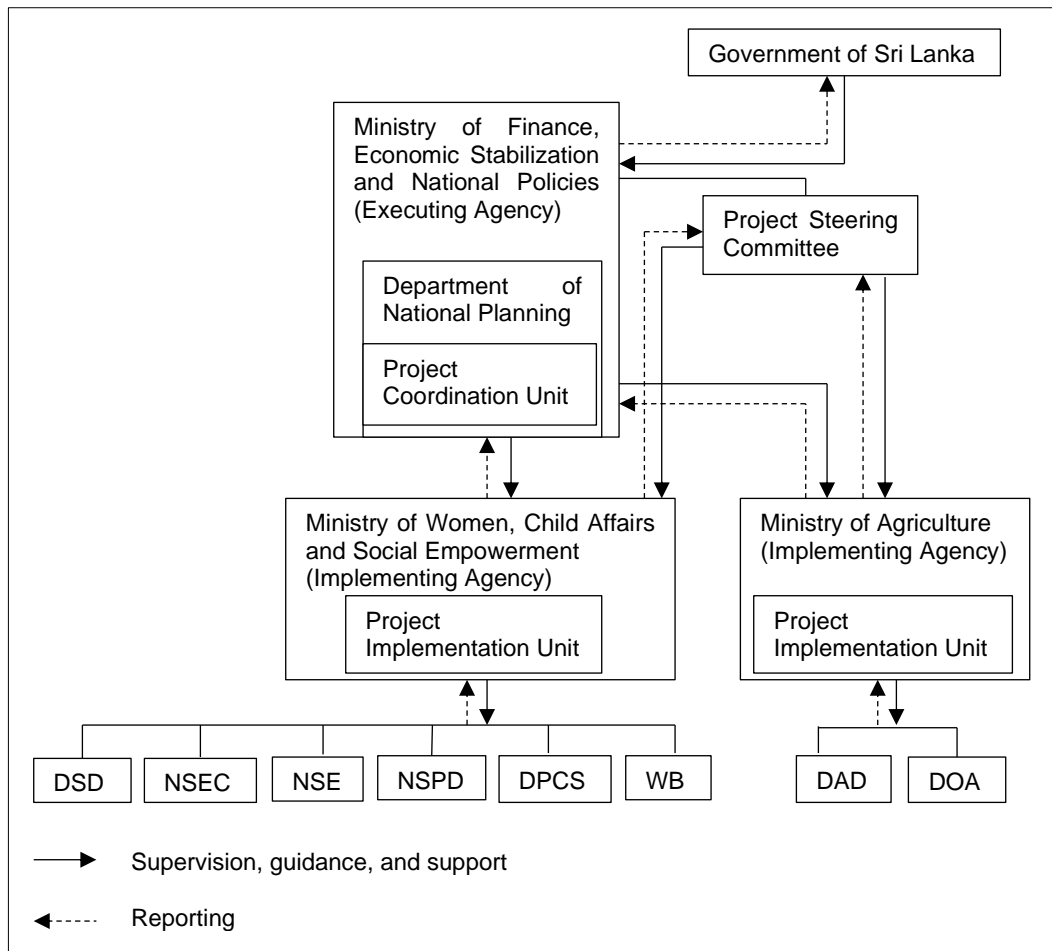 Government of Sri Lanka
Ministry of Finance,
Economic Stabilization
and National Policies
(Executing Agency)
Project Steering
Committee
Department of
National Planning
Project
Coordination Unit
Ministry of Women, Child Affairs
and Social Empowerment
(Implementing Agency)
Project
Implementation Unit
Ministry of Agriculture
(Implementing Agency)
Project
Implementation Unit
DSD
NSEC
NSE
NSPD
DPCS
WB
DAD
DOA
Supervision, guidance, and support
Reporting